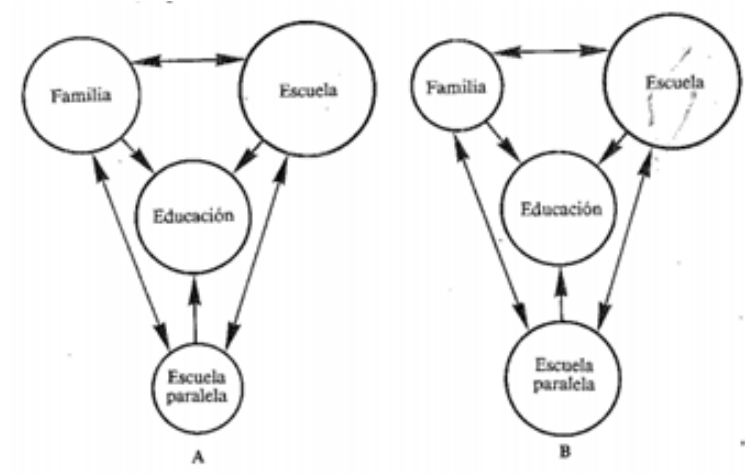 Familia
Escuela
Educación
Escuela
paralela
A
Familia
Escuela
Educación
Escuela
paralela
B